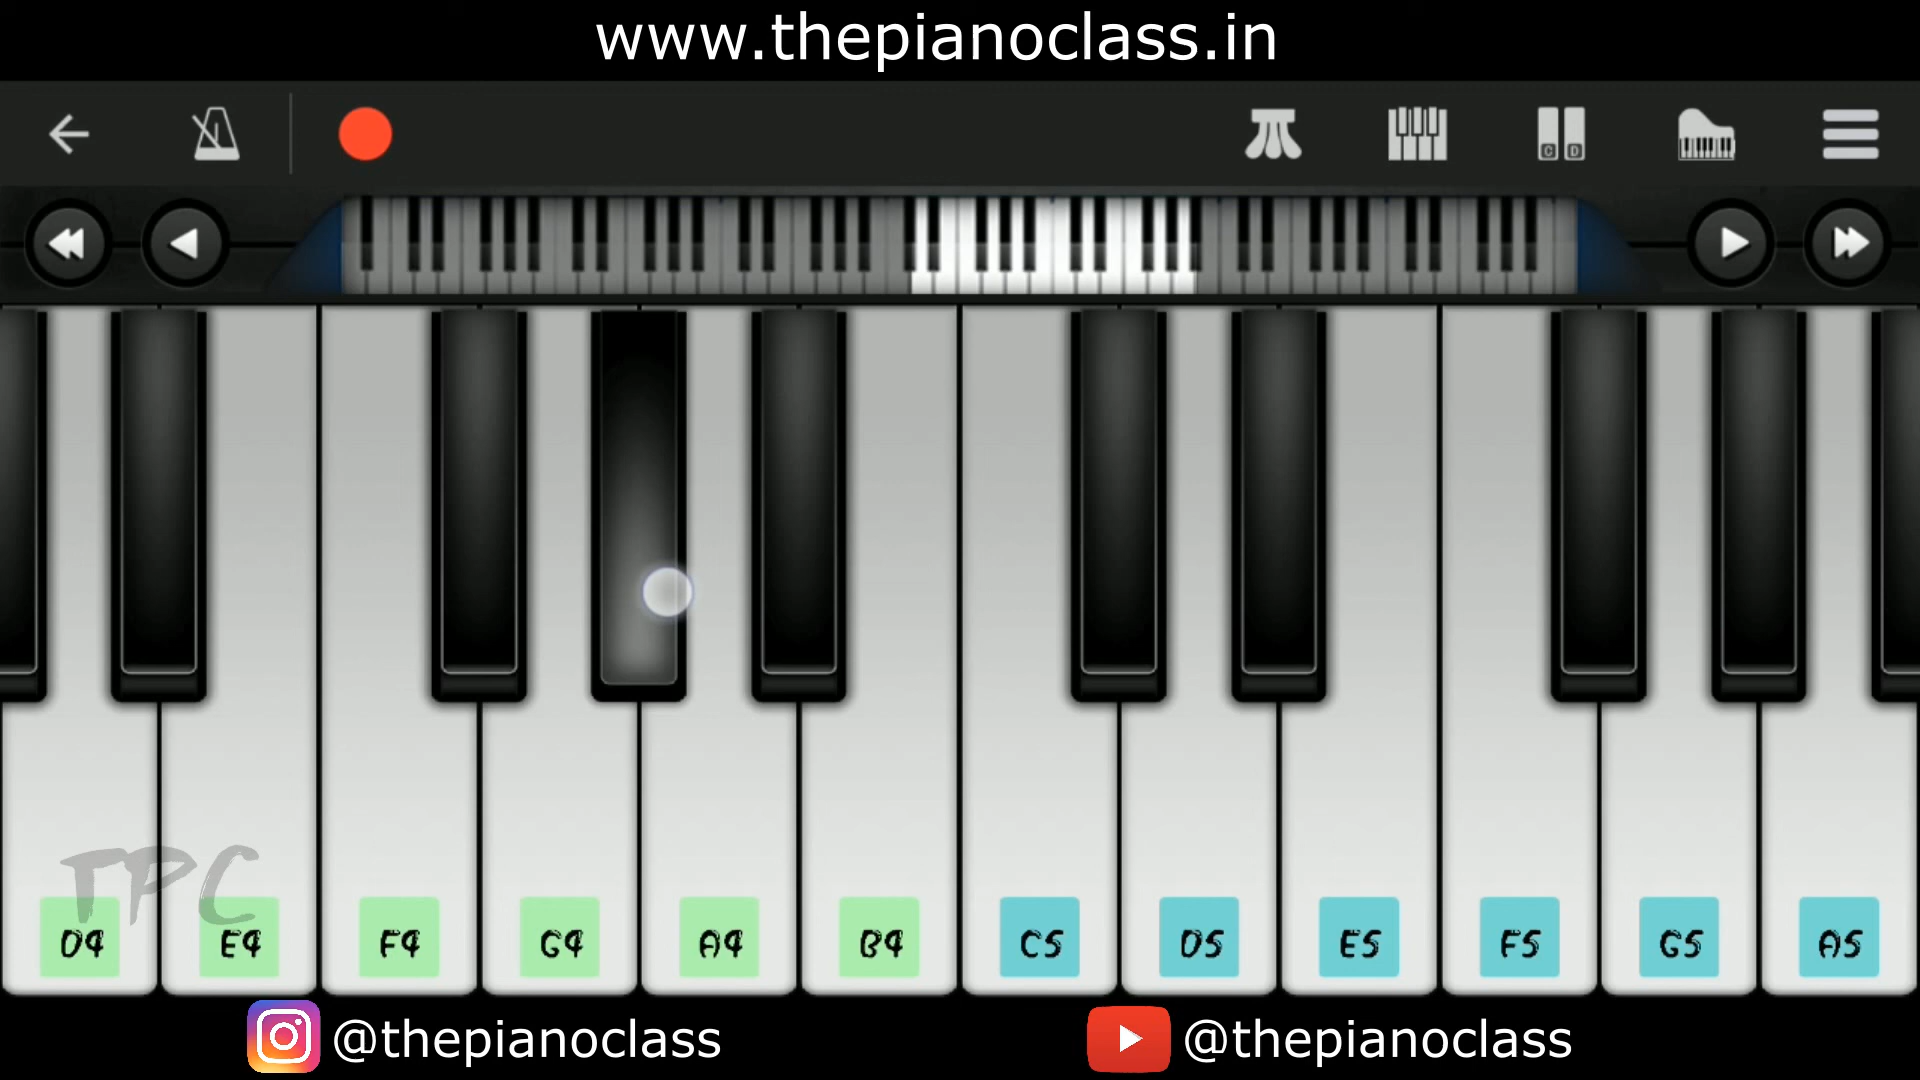 www.thepianoclass.in
C D
TPC
D4 E4 F4 G4 A4 B4 C5 D5 E5 F5 G5 A5
@thepianoclass @thepianoclass